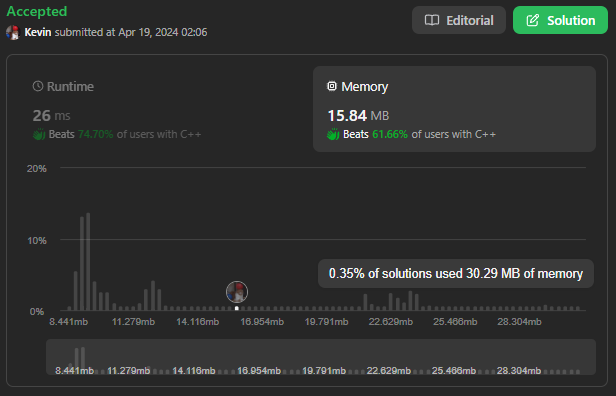 Accepted
Editorial
Solution
Kevin submitted at Apr 19, 2024 02:06
Runtime
26 ms
Beats 74.70% of users with C++
Memory
15.84 MB
Beats 61.66% of users with C++
20%
10%
0%
0.35% of solutions used 30.29 MB of memory
8.441mb 11.279mb 14.116mb 16.954mb 19.791mb 22.629mb 25.466mb 28.304mb
8.441mb 11.279mb 14.116mb 16.954mb 19.791mb 22.629mb 25.466mb 28.304mb